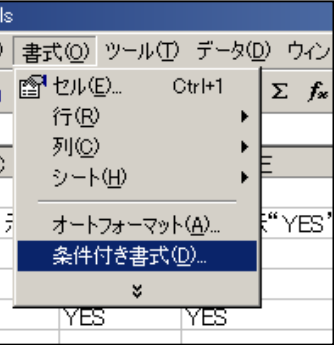 ls
書式(O) ツール(T) データ(D) ウィン
セル(E)... Ctrl+1 Σ fx
行(R)
列(C) E
シート(H)
オートフォーマット(A)... “YES”
条件付き書式(D)...
YES YES